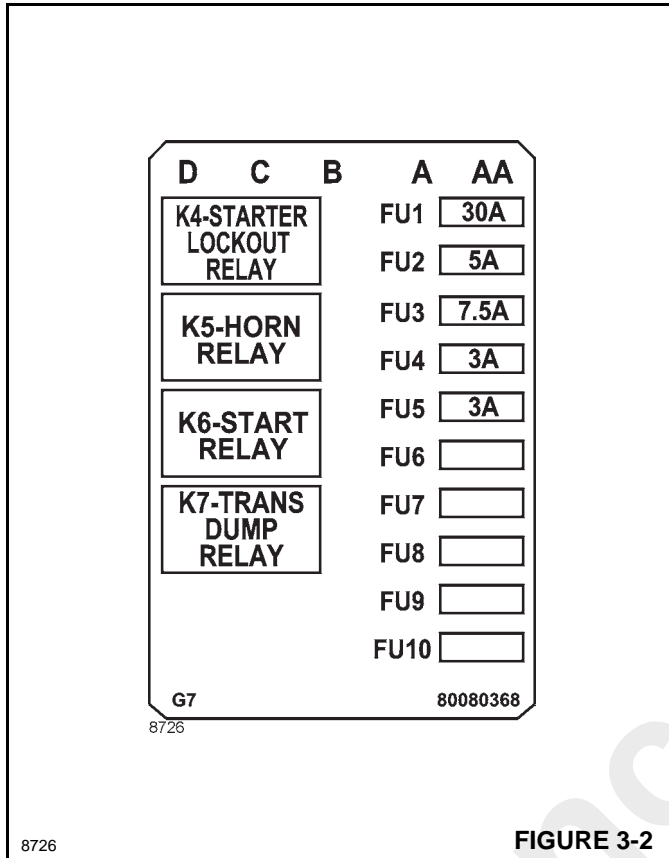 D C B A AA
K4-STARTER
LOCKOUT
RELAY
K5-HORN
RELAY
K6-START
RELAY
K7-TRANS
DUMP
RELAY
FU1 30A
FU2 5A
FU3 7.5A
FU4 3A
FU5 3A
FU6
FU7
FU8
FU9
FU10
G7 80080368
8726
8726 FIGURE 3-2